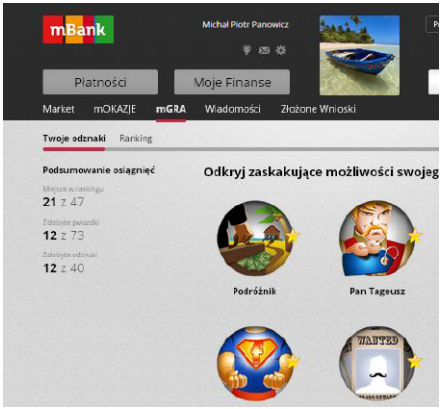 mBank
Michał Piotr Panowicz
Płatności
Moje Finanse
Market mOKAZJE mGRA Wiadomości Złożone Wnioski
Twoje odznaki Ranking
Podsumowanie osiągnięć
Odkryj zaskakujące możliwości swojeg
Miejsce w rankingu
21 z 47
Zdobyte gwiazdki
12 z 73
Zdobyte odznaki
12 z 40
Podróżnik
Pan Tageusz
WANTED